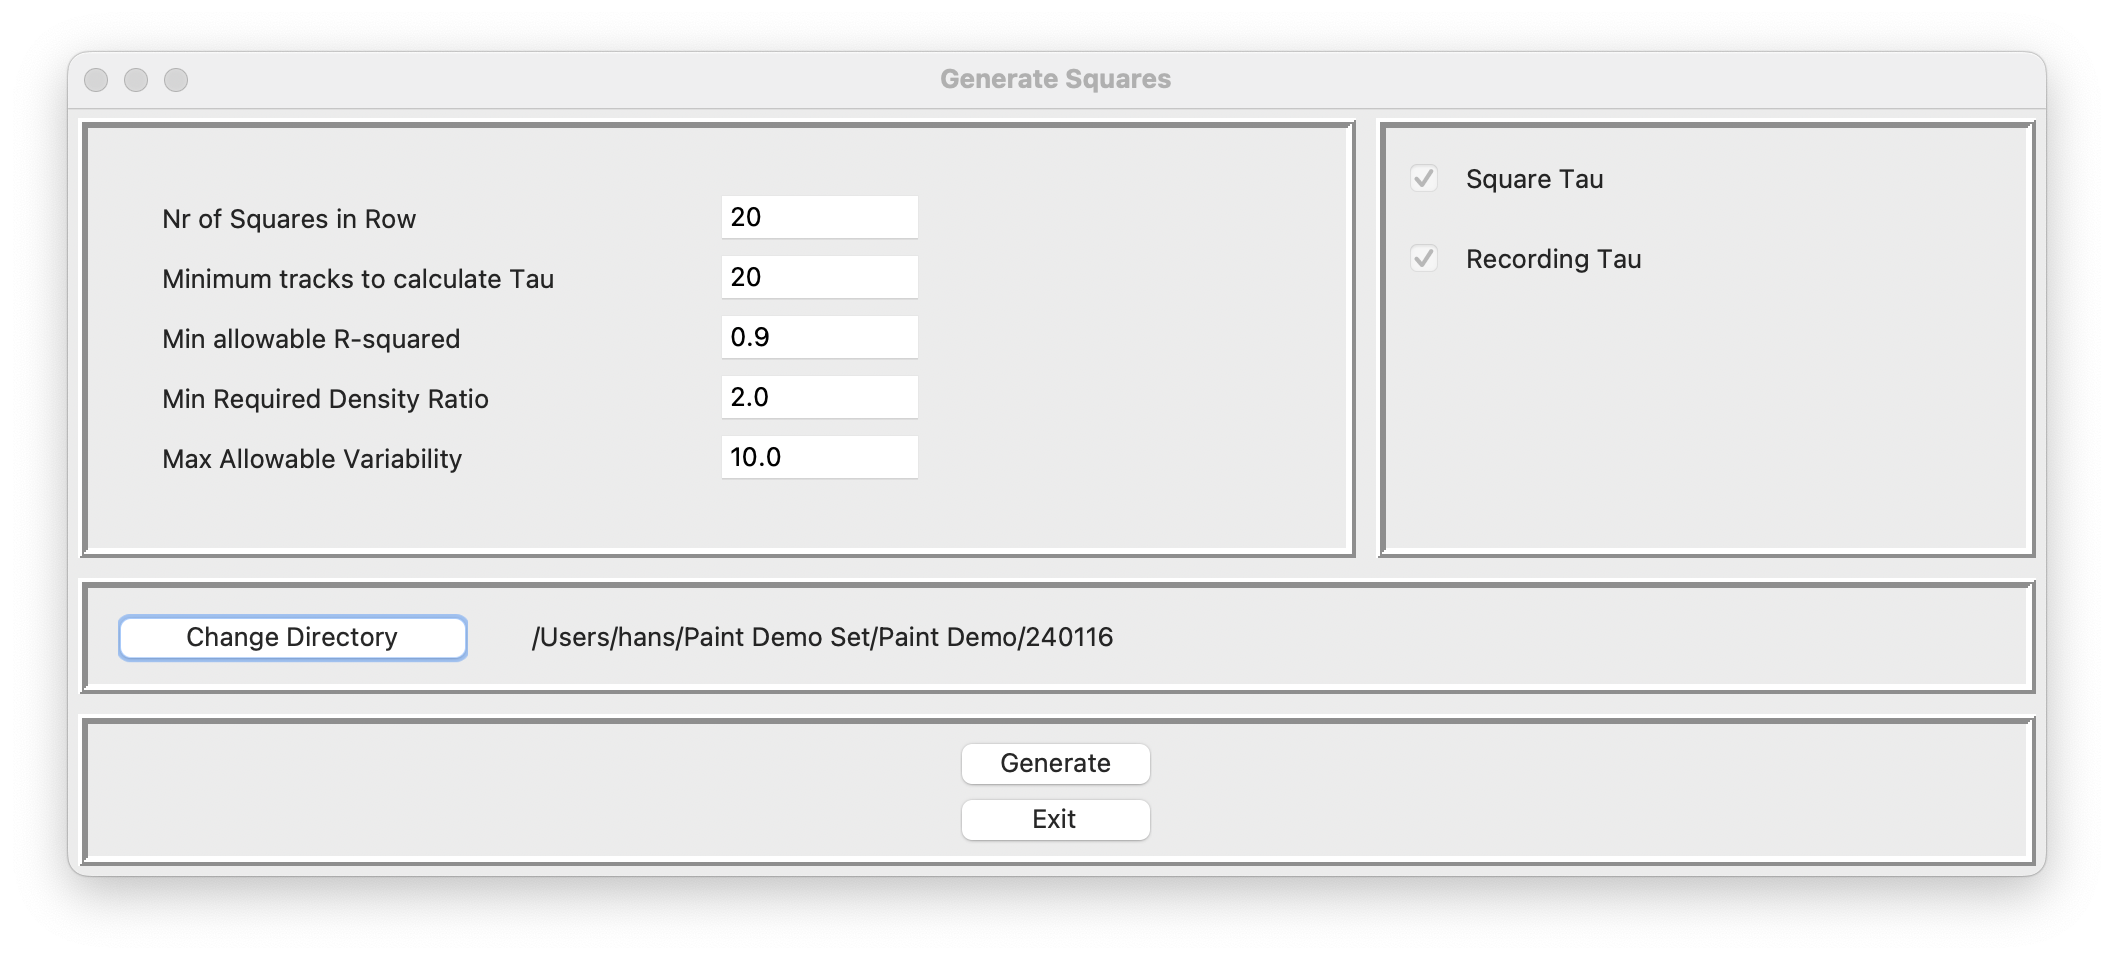 Generate Squares
Nr of Squares in Row 20
Minimum tracks to calculate Tau 20
Min allowable R-squared 0.9
Min Required Density Ratio 2.0
Max Allowable Variability 10.0
Square Tau
Recording Tau
Change Directory /Users/hans/Paint Demo Set/Paint Demo/240116
Generate
Exit